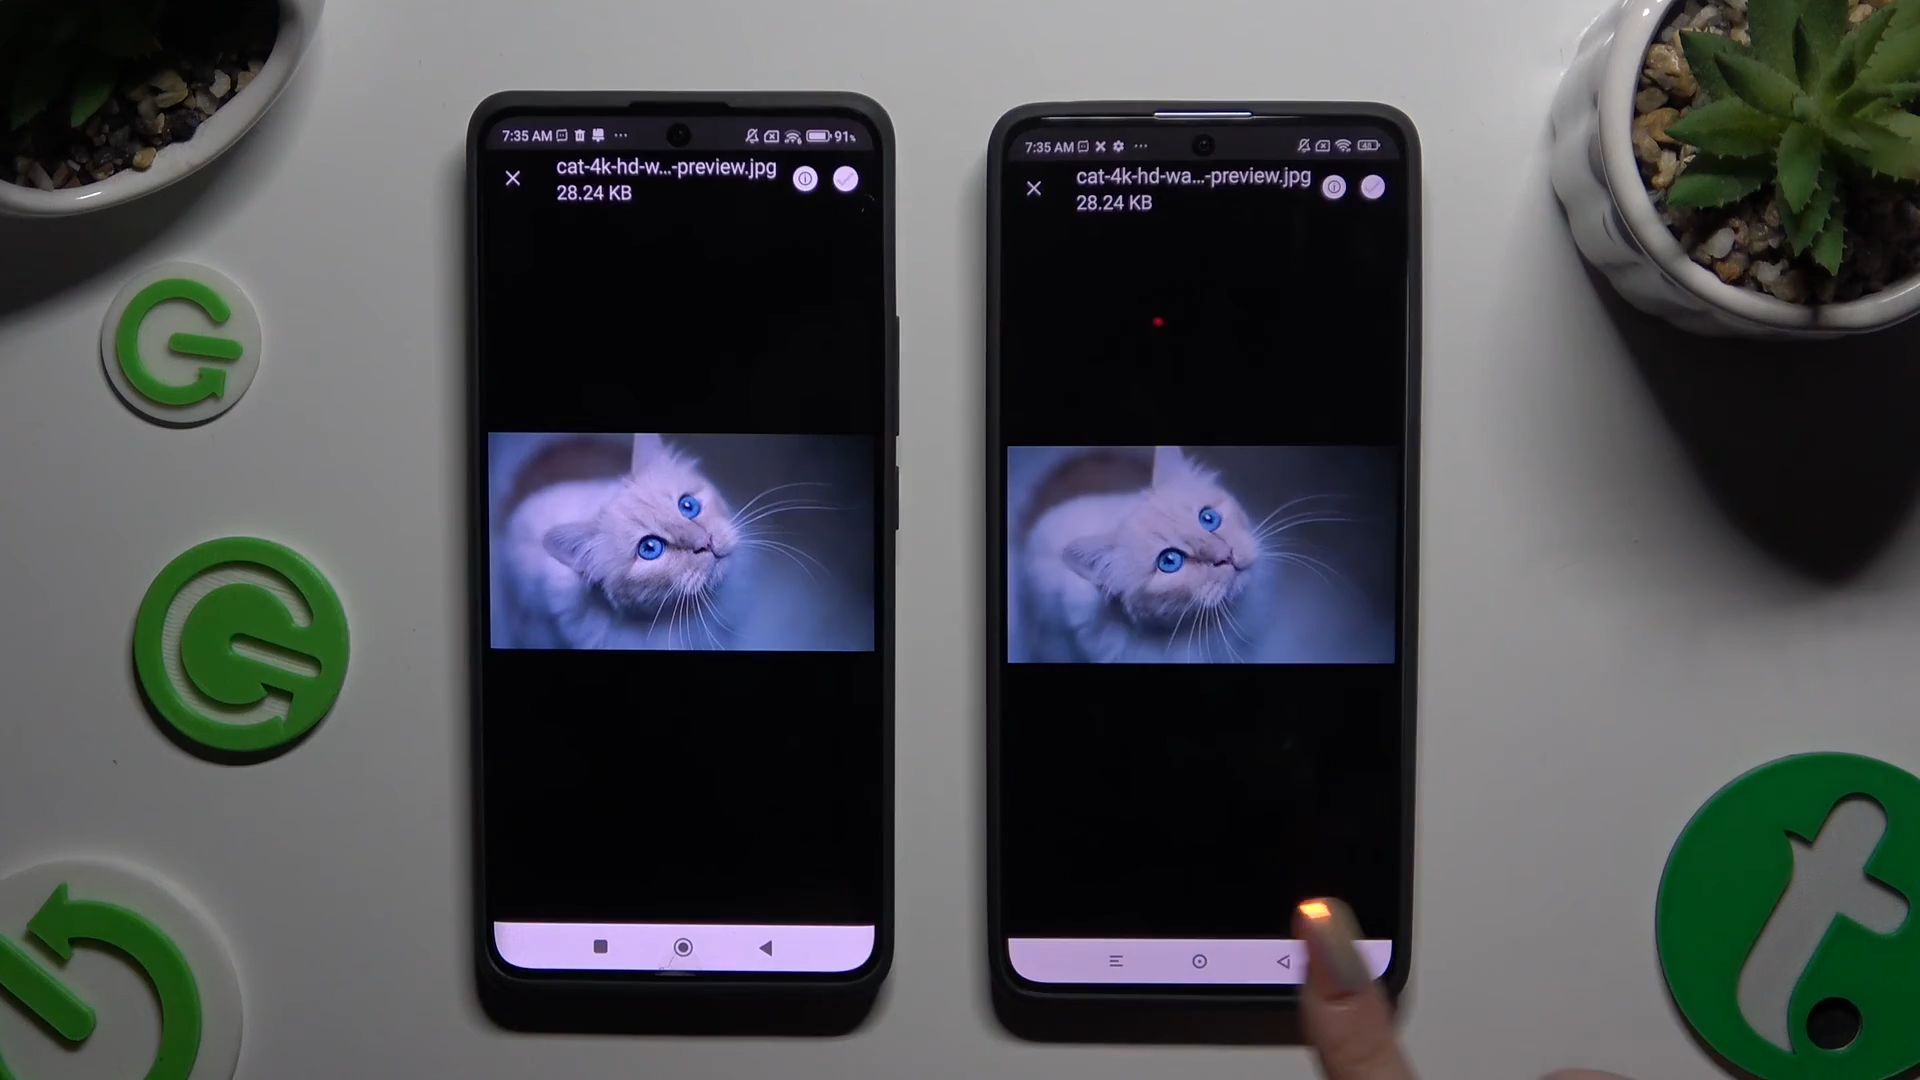 7:35 AM
91%
cat-4k-hd-w...-preview.jpg
28.24 KB
7:35 AM
48
cat-4k-hd-wa...-preview.jpg
28.24 KB